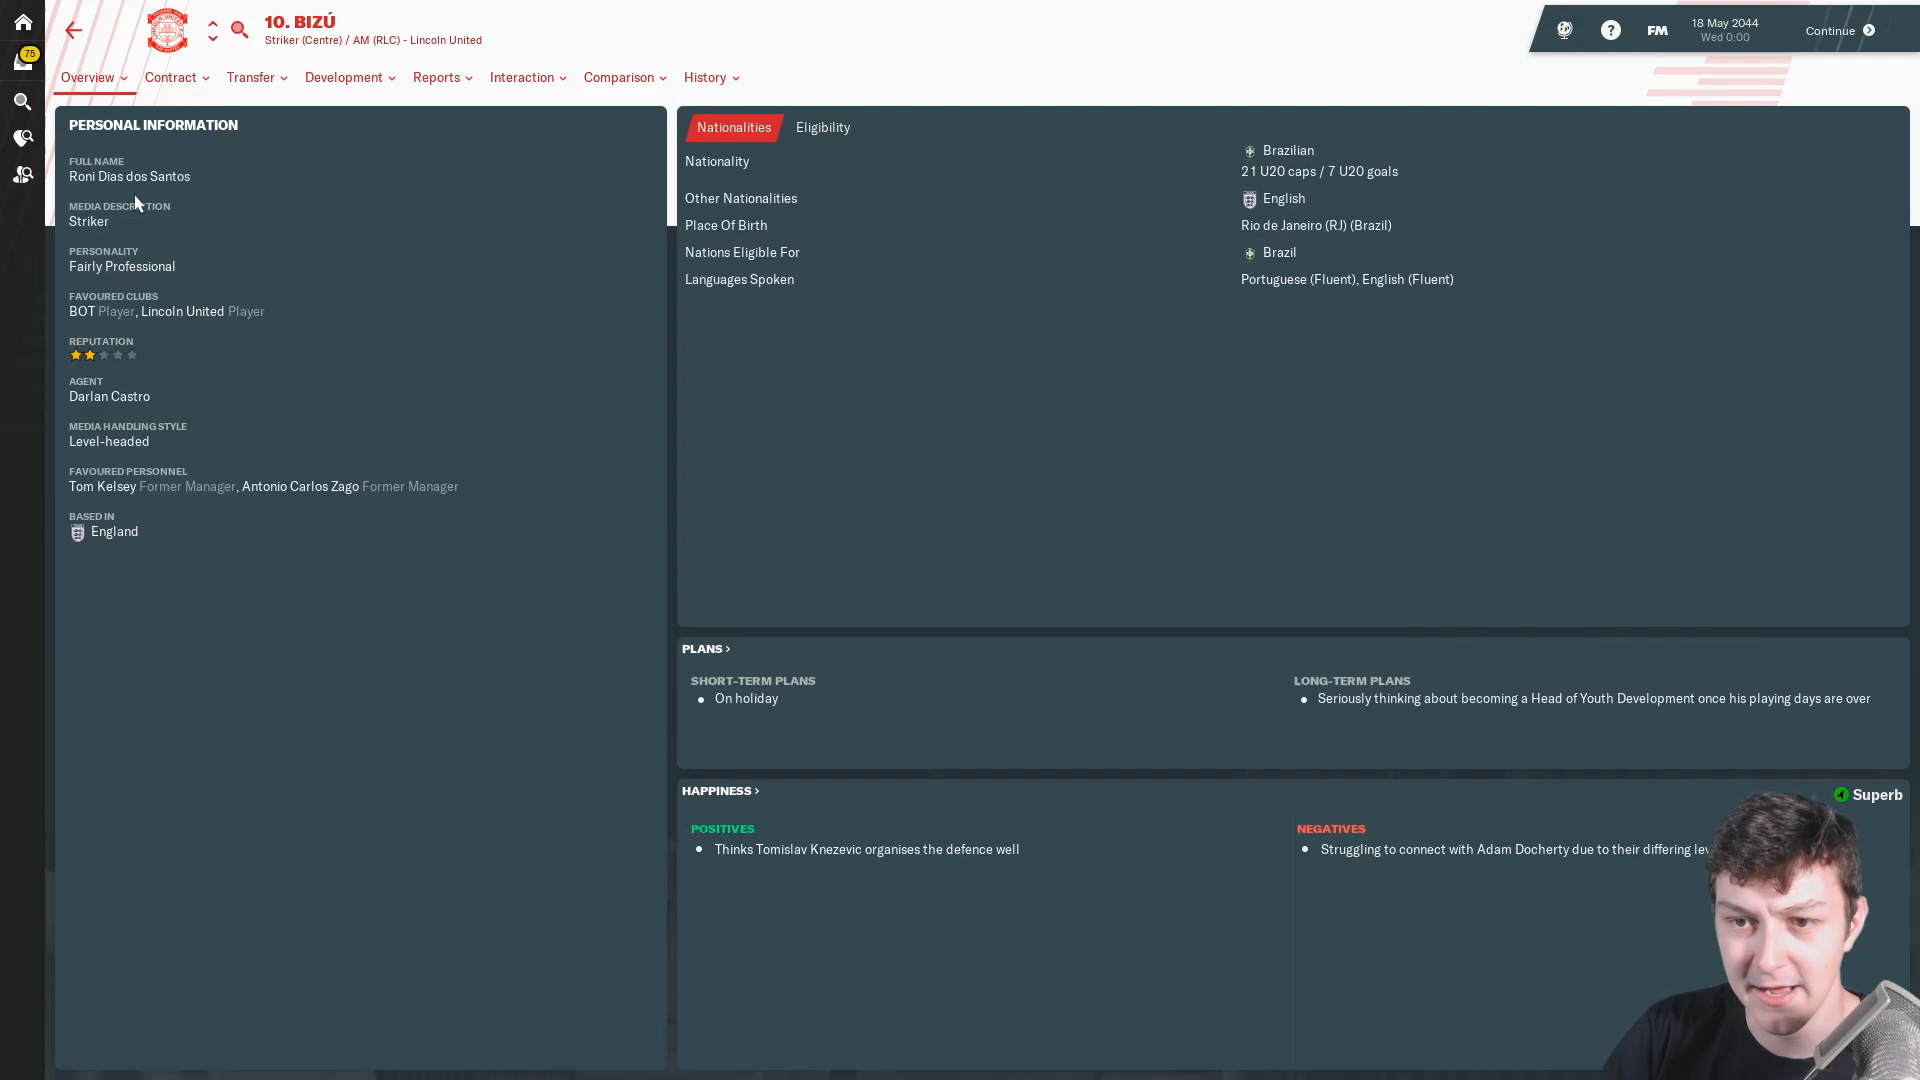 75
10. BIZÚ
Striker (Centre) / AM (RLC) - Lincoln United
?
FM
18 May 2044
Wed 0:00
Continue
Overview
Contract
Transfer
Development
Reports
Interaction
Comparison
History
PERSONAL INFORMATION
FULL NAME
Roni Dias dos Santos
MEDIA DESCRIPTION
Striker
PERSONALITY
Fairly Professional
FAVOURED CLUBS
BOT Player, Lincoln United Player
REPUTATION
AGENT
Darlan Castro
MEDIA HANDLING STYLE
Level-headed
FAVOURED PERSONNEL
Tom Kelsey Former Manager, Antonio Carlos Zago Former Manager
BASED IN
England
Nationalities
Eligibility
Nationality
Brazilian
21 U20 caps / 7 U20 goals
Other Nationalities
English
Place Of Birth
Rio de Janeiro (RJ) (Brazil)
Nations Eligible For
Brazil
Languages Spoken
Portuguese (Fluent), English (Fluent)
PLANS >
SHORT-TERM PLANS
• On holiday
LONG-TERM PLANS
• Seriously thinking about becoming a Head of Youth Development once his playing days are over
HAPPINESS >
Superb
POSITIVES
• Thinks Tomislav Knezevic organises the defence well
NEGATIVES
• Struggling to connect with Adam Docherty due to their differing